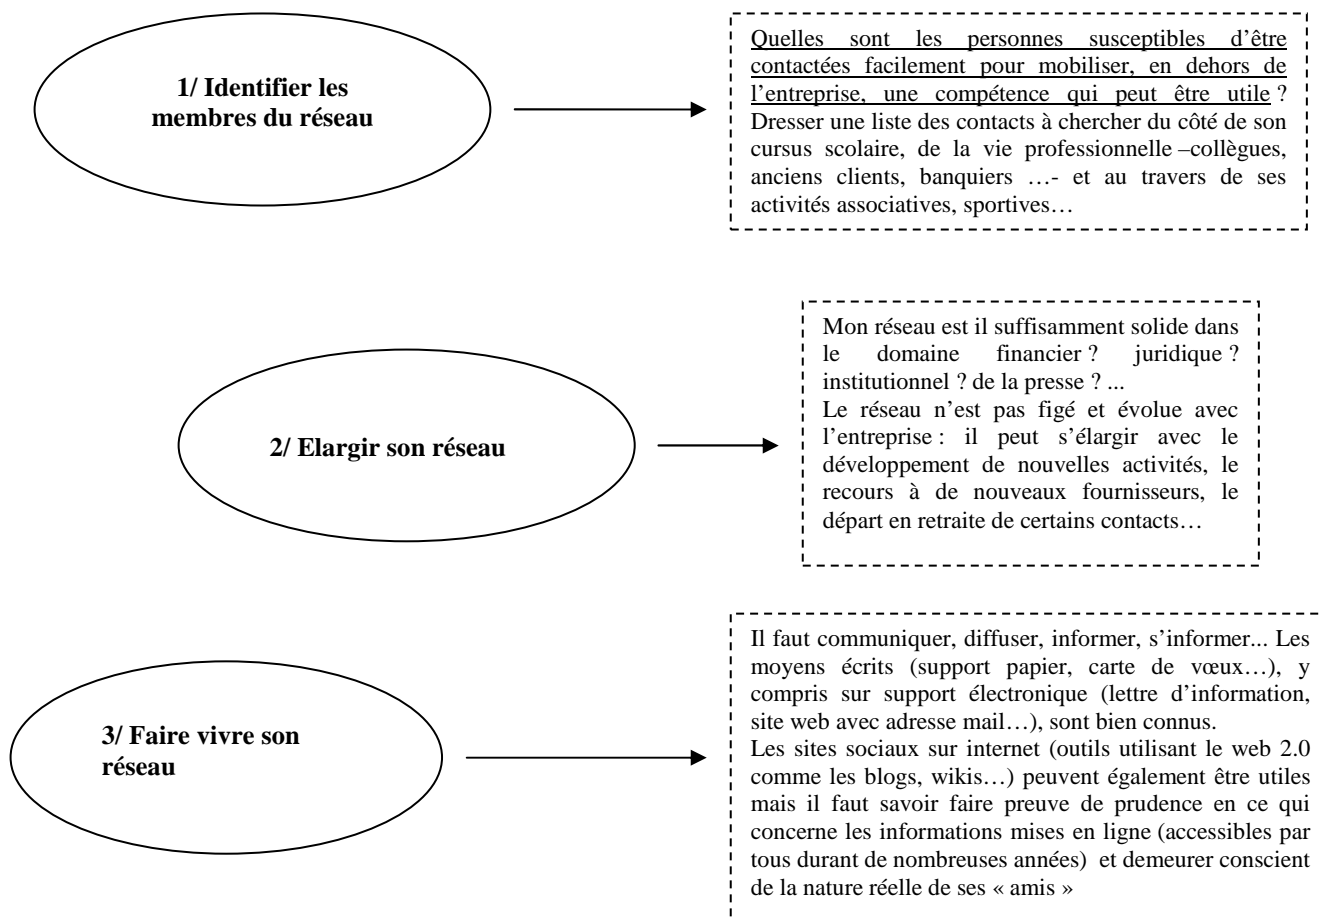 1/ Identifier les
membres du réseau
Quelles sont les personnes susceptibles d’être
contactées facilement pour mobiliser, en dehors de
l’entreprise, une compétence qui peut être utile ?
Dresser une liste des contacts à chercher du côté de son
cursus scolaire, de la vie professionnelle –collègues,
anciens clients, banquiers …- et au travers de ses
activités associatives, sportives…
2/ Elargir son réseau
Mon réseau est il suffisamment solide dans
le domaine financier ? juridique ?
institutionnel ? de la presse ? ...
Le réseau n’est pas figé et évolue avec
l’entreprise : il peut s’élargir avec le
développement de nouvelles activités, le
recours à de nouveaux fournisseurs, le
départ en retraite de certains contacts…
3/ Faire vivre son
réseau
Il faut communiquer, diffuser, informer, s’informer... Les
moyens écrits (support papier, carte de vœux…), y
compris sur support électronique (lettre d’information,
site web avec adresse mail…), sont bien connus.
Les sites sociaux sur internet (outils utilisant le web 2.0
comme les blogs, wikis…) peuvent également être utiles
mais il faut savoir faire preuve de prudence en ce qui
concerne les informations mises en ligne (accessibles par
tous durant de nombreuses années) et demeurer conscient
de la nature réelle de ses « amis »